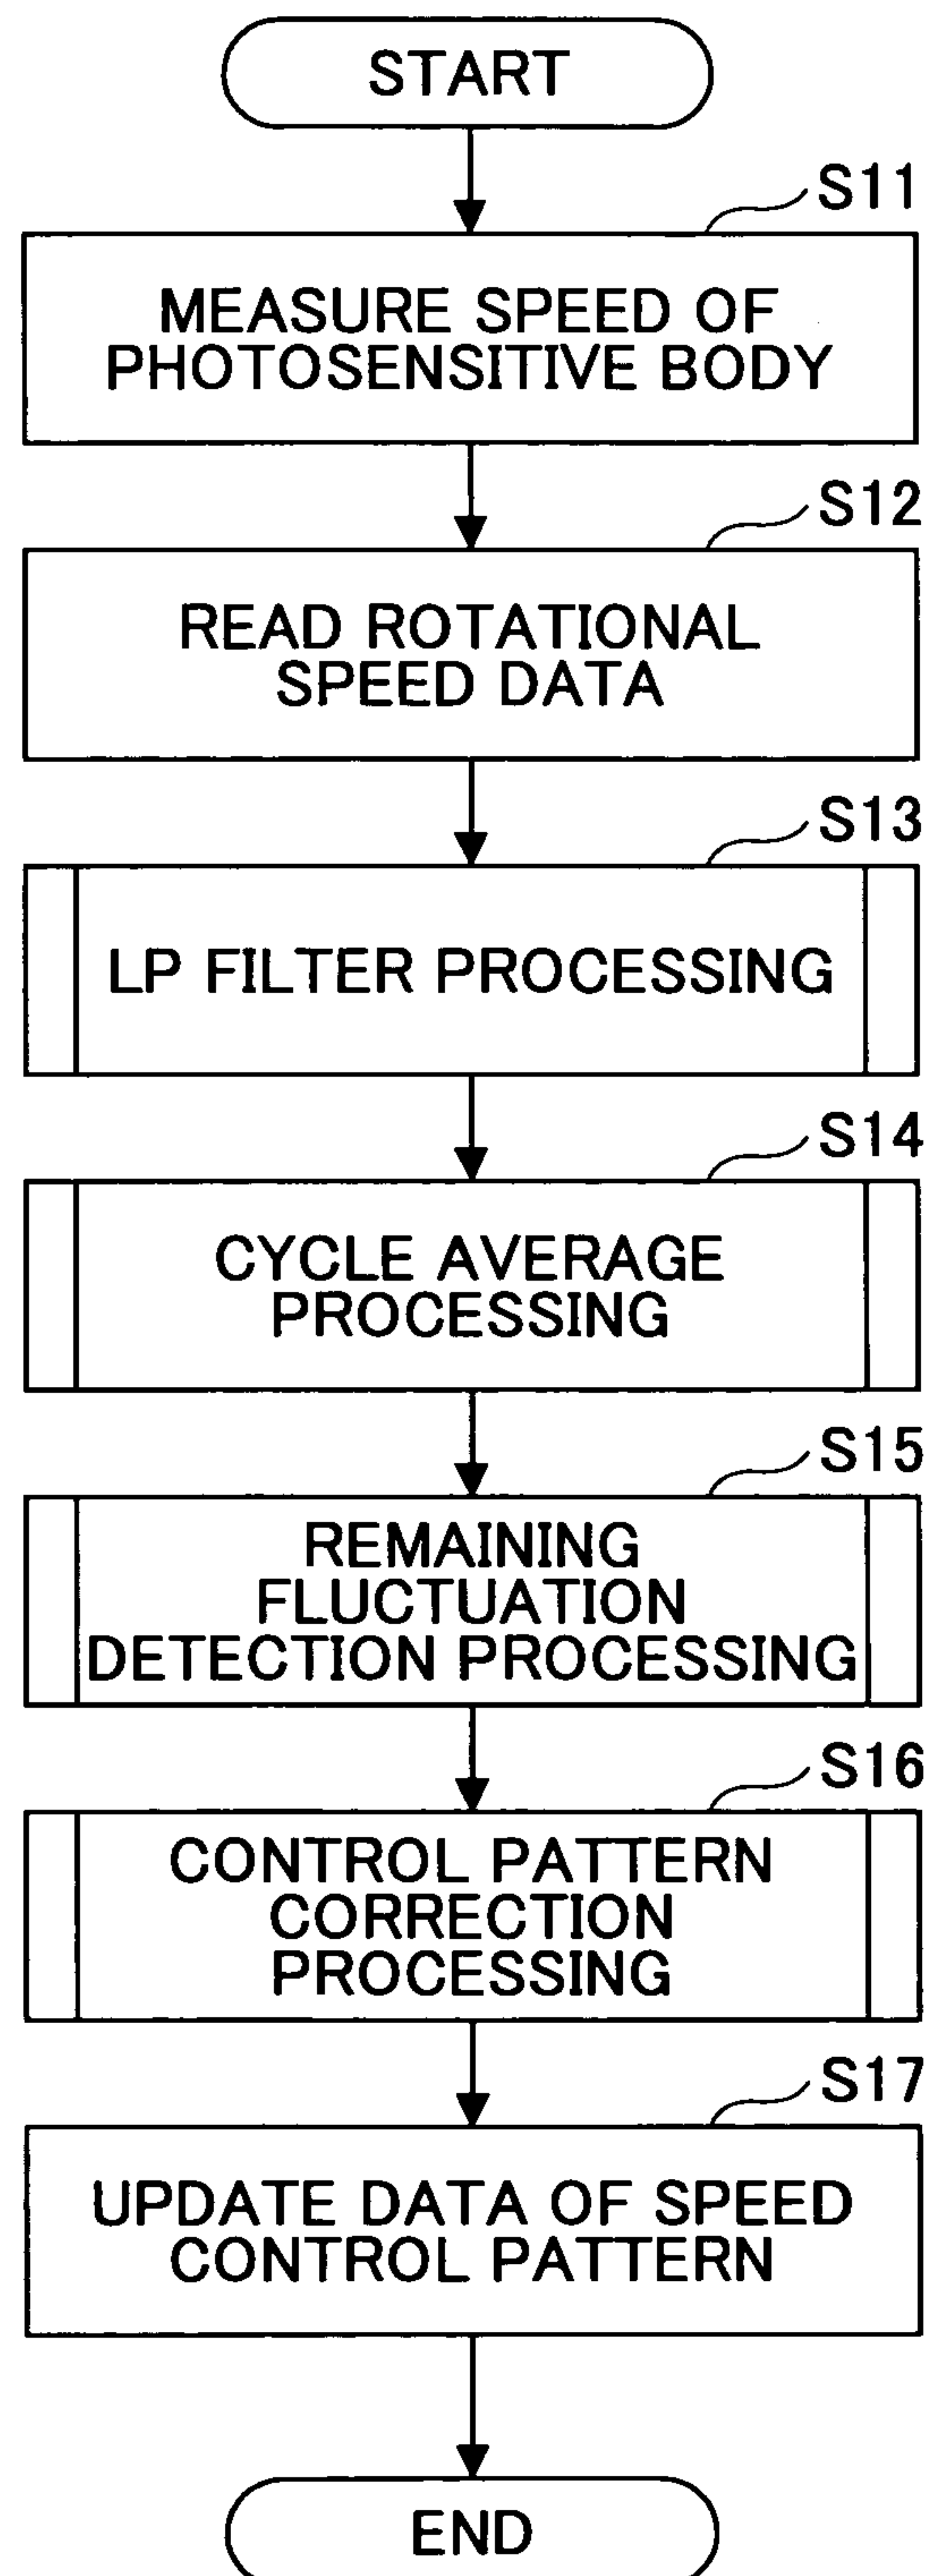 START
S11
MEASURE SPEED OF
PHOTOSENSITIVE BODY
S12
READ ROTATIONAL
SPEED DATA
S13
LP FILTER PROCESSING
S14
CYCLE AVERAGE
PROCESSING
S15
REMAINING
FLUCTUATION
DETECTION PROCESSING
S16
CONTROL PATTERN
CORRECTION
PROCESSING
S17
UPDATE DATA OF SPEED
CONTROL PATTERN
END